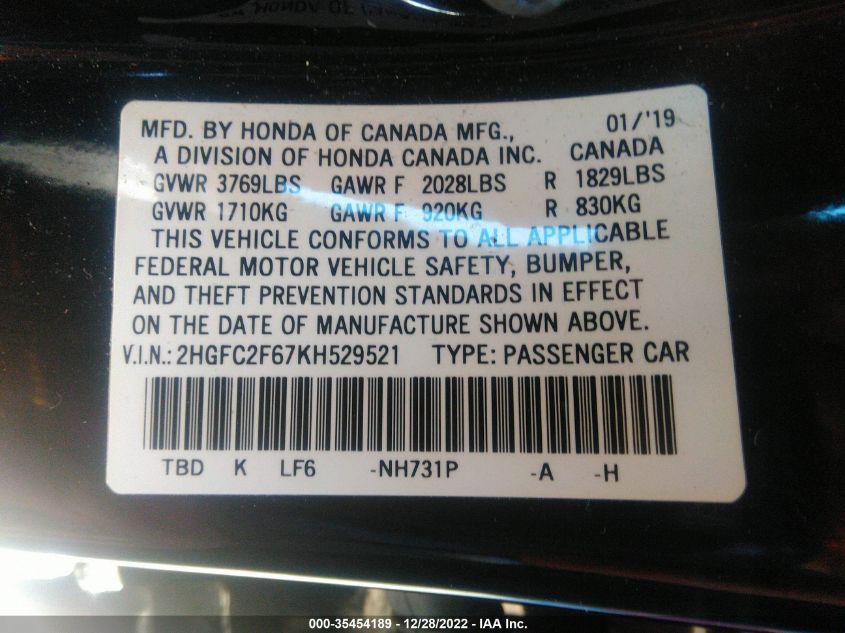 MFD. BY HONDA OF CANADA MFG., 01/'19
A DIVISION OF HONDA CANADA INC. CANADA
GVWR 3769LBS GAWR F 2028LBS R 1829LBS
GVWR 1710KG GAWR F 920KG R 830KG
THIS VEHICLE CONFORMS TO ALL APPLICABLE
FEDERAL MOTOR VEHICLE SAFETY, BUMPER,
AND THEFT PREVENTION STANDARDS IN EFFECT
ON THE DATE OF MANUFACTURE SHOWN ABOVE.
V.I.N.: 2HGFC2F67KH529521 TYPE: PASSENGER CAR
TBD K LF6 -NH731P -A -H
000-35454189 - 12/28/2022 - IAA Inc.